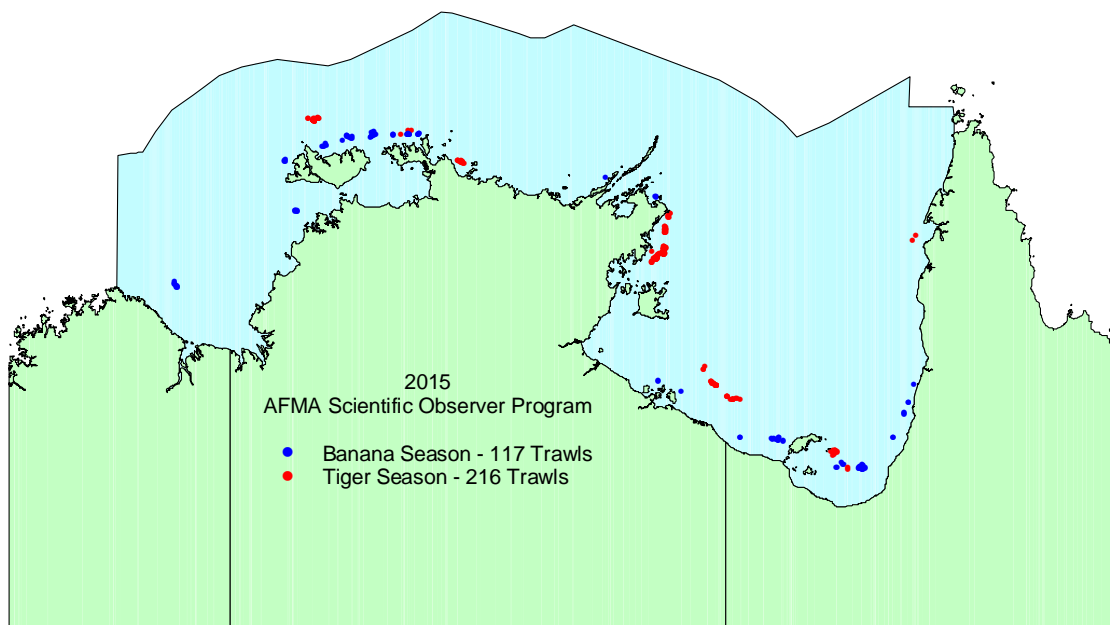 2015
AFMA Scientific Observer Program
Banana Season - 117 Trawls
Tiger Season - 216 Trawls